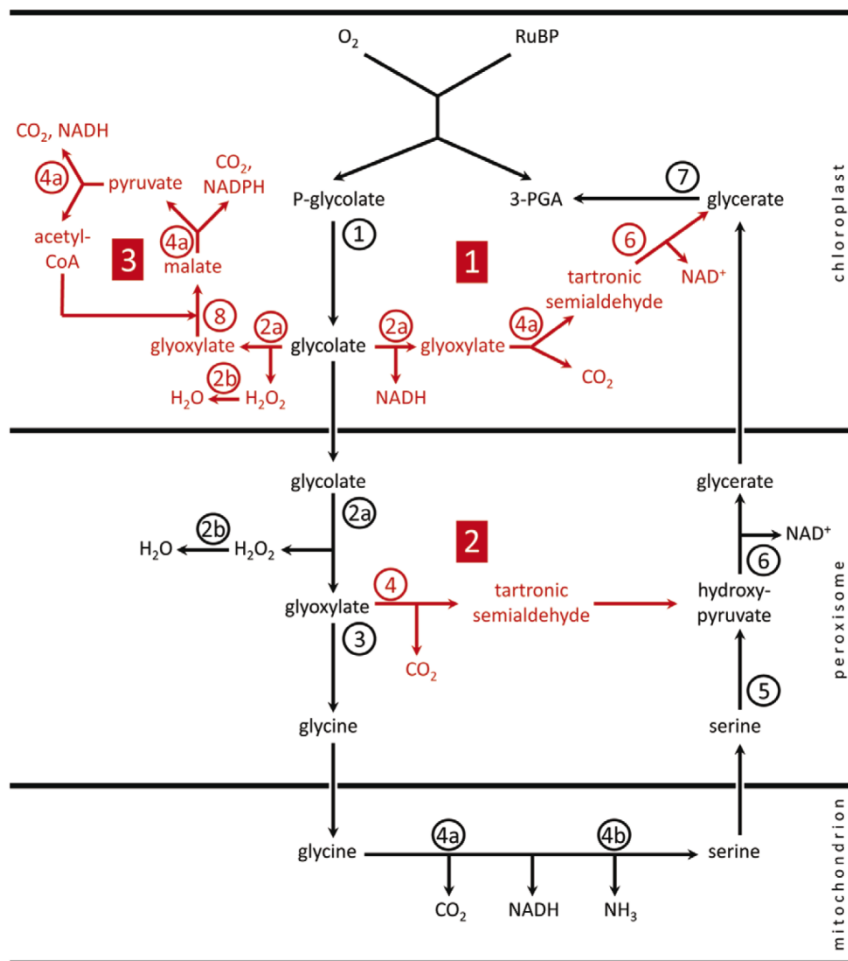 O₂ RuBP
CO₂, NADH
CO₂,
NADPH
4a pyruvate
P-glycolate 3-PGA 7 glycerate
acetyl-
CoA
4a
malate
3
1
1
6
tartronic
semialdehyde
NAD⁺
8
glyoxylate 2a glycolate 2a glyoxylate 4a
H₂O 2b H₂O₂ NADH CO₂
chloroplast
glycolate glycerate
2a
2
H₂O 2b H₂O₂ NAD⁺
6
glyoxylate 4 tartronic
semialdehyde
hydroxy-
pyruvate
3
CO₂
5
glycine serine
peroxisome
glycine 4a 4b serine
CO₂ NADH NH₃
mitochondrion